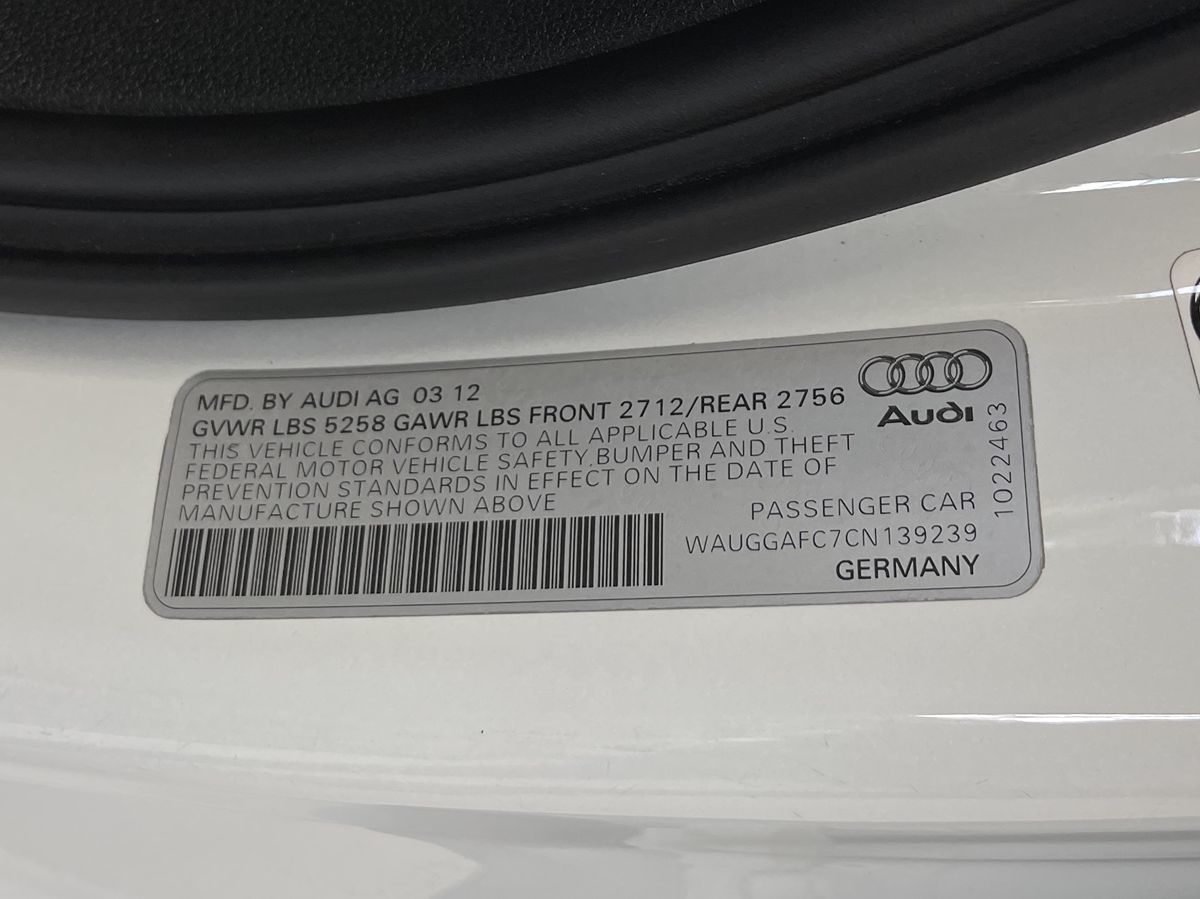 MFD. BY AUDI AG 03 12
GVWR LBS 5258 GAWR LBS FRONT 2712/REAR 2756
THIS VEHICLE CONFORMS TO ALL APPLICABLE U.S.
FEDERAL MOTOR VEHICLE SAFETY, BUMPER AND THEFT
PREVENTION STANDARDS IN EFFECT ON THE DATE OF
MANUFACTURE SHOWN ABOVE
Audi
1022463
PASSENGER CAR
WAUGGAFC7CN139239
GERMANY